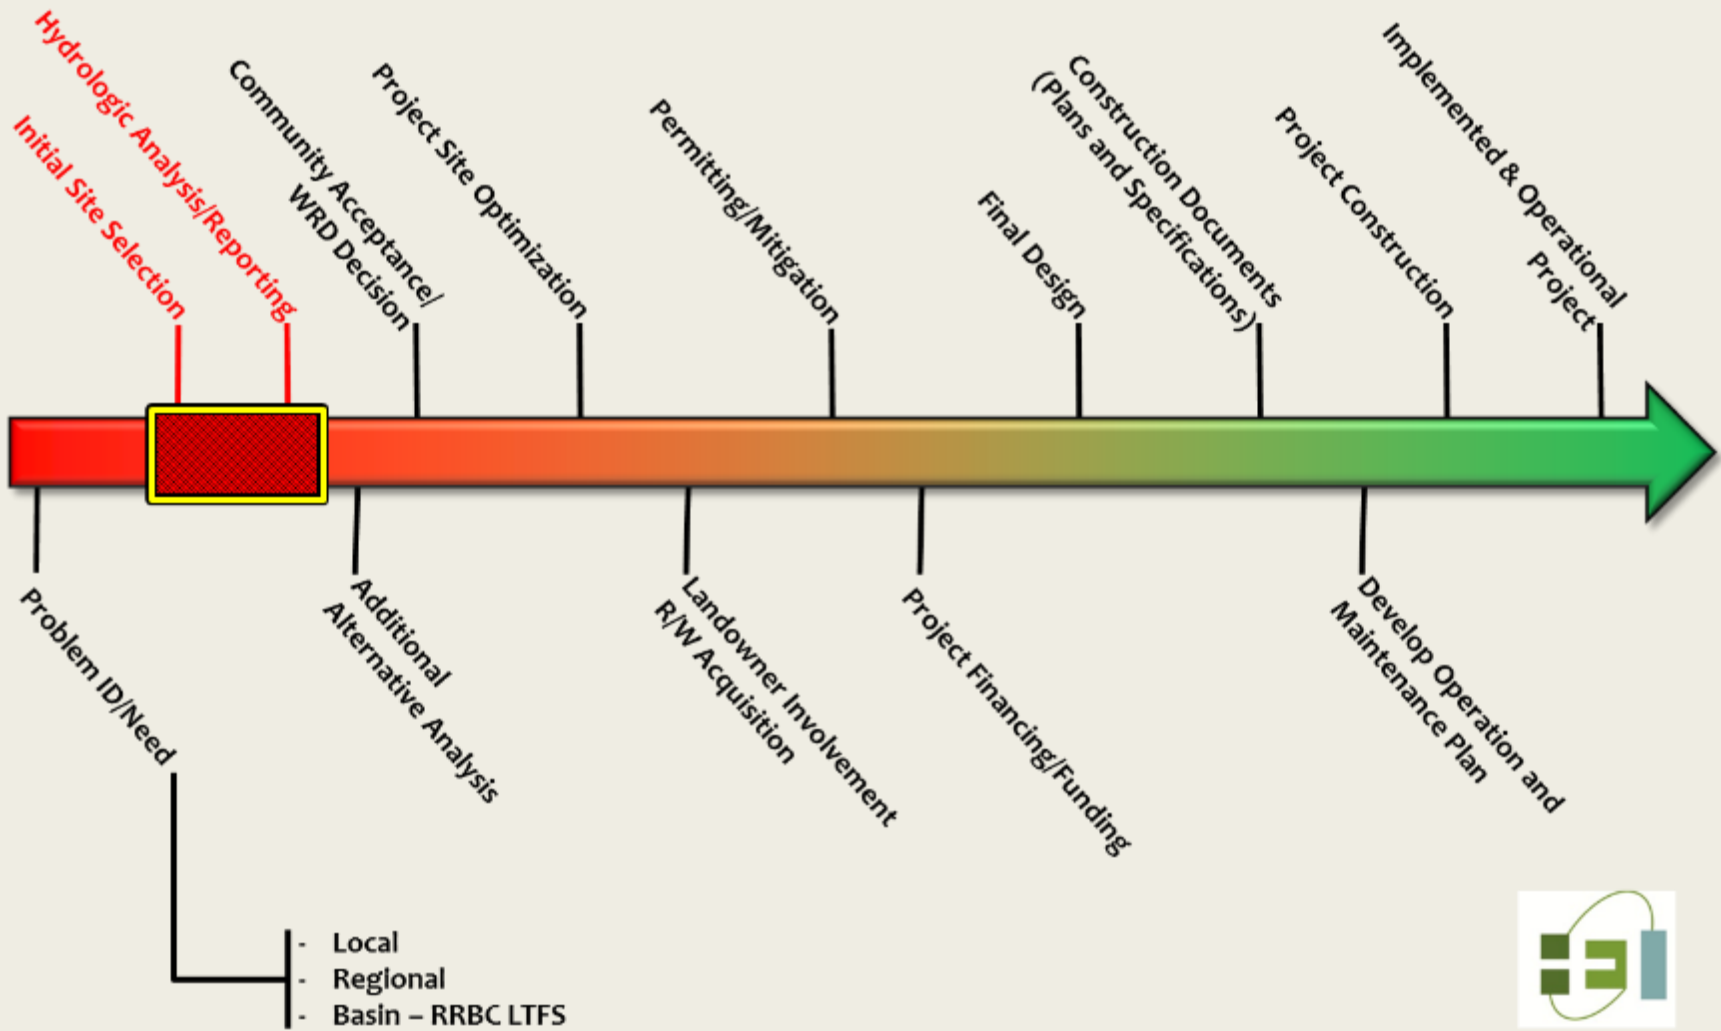 Initial Site Selection
Hydrologic Analysis/Reporting
Community Acceptance/
WRD Decision
Project Site Optimization
Permitting/Mitigation
Final Design
Construction Documents
(Plans and Specifications)
Project Construction
Implemented & Operational
Project
Problem ID/Need
Additional
Alternative Analysis
Landowner Involvement
R/W Acquisition
Project Financing/Funding
Develop Operation and
Maintenance Plan
- Local
- Regional
- Basin – RRBC LTFS